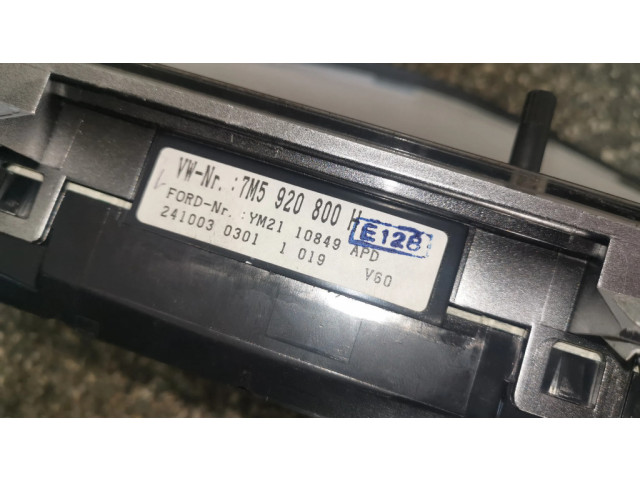 VW-Nr.:7M5 920 800 H
FORD-Nr.:YM21 10849 APD
241003 0301 1 019 V60
E128